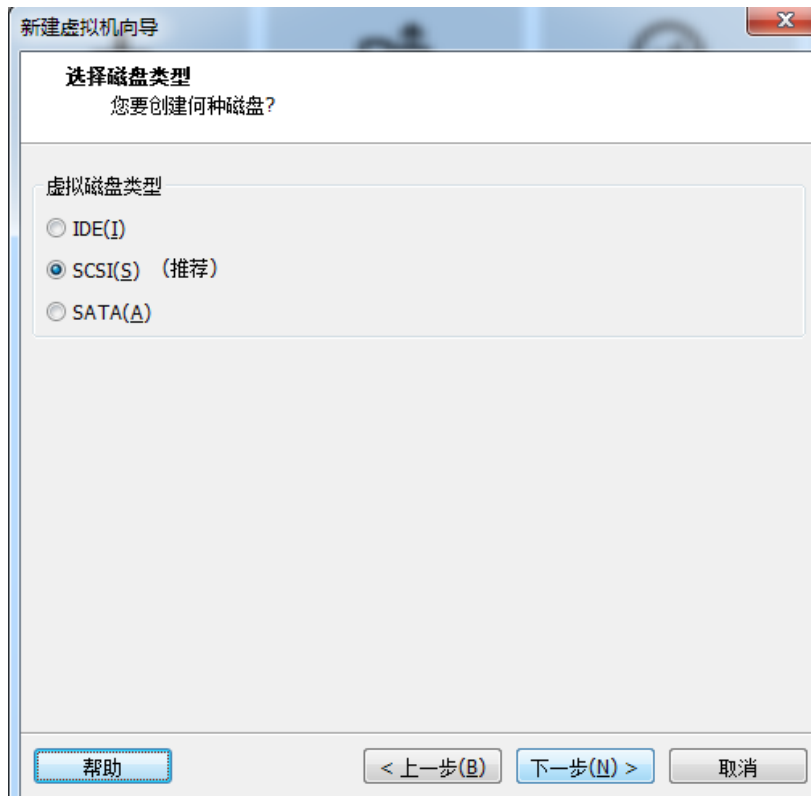 新建虚拟机向导
选择磁盘类型
您要创建何种磁盘?
虚拟磁盘类型
IDE(I)
SCSI(S) （推荐）
SATA(A)
帮助
< 上一步(B)
下一步(N) >
取消